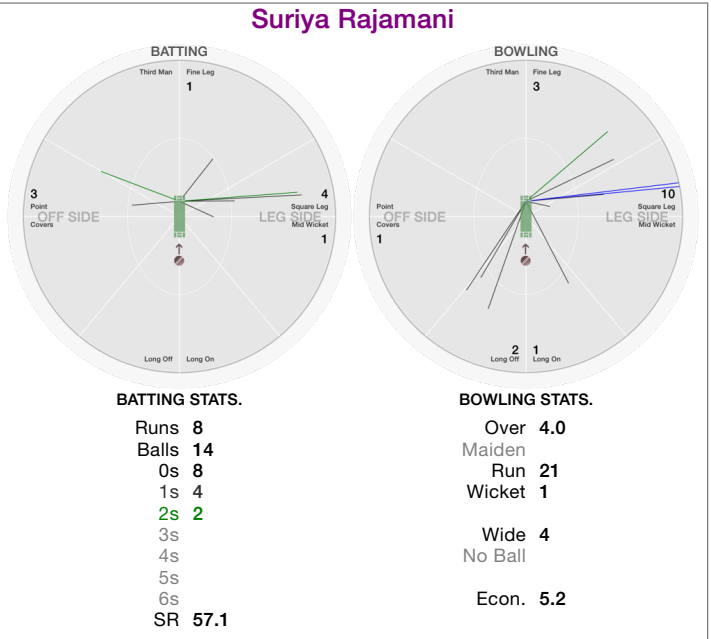 Suriya Rajamani
BATTING
Third Man Fine Leg
1
3
Point
Covers
OFF SIDE
4
Square Leg
LEG SIDE
Mid Wicket
1
Long Off Long On
BATTING STATS.
Runs 8
Balls 14
0s 8
1s 4
2s 2
3s
4s
5s
6s
SR 57.1
BOWLING
Third Man Fine Leg
3
Point
OFF SIDE
Covers
1
10
Square Leg
LEG SIDE
Mid Wicket
2 1
Long Off Long On
BOWLING STATS.
Over 4.0
Maiden
Run 21
Wicket 1
Wide 4
No Ball
Econ. 5.2